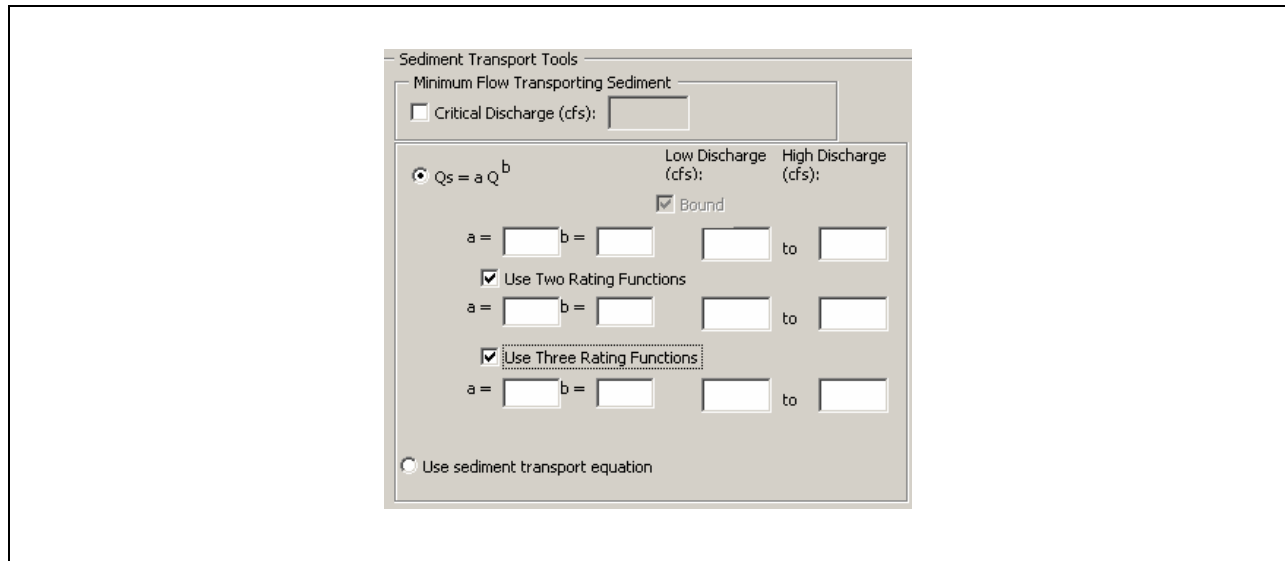 Sediment Transport Tools
Minimum Flow Transporting Sediment
Critical Discharge (cfs):
Low Discharge (cfs):
High Discharge (cfs):
Qs = a Q^b
Bound
a = b = to
Use Two Rating Functions
a = b = to
Use Three Rating Functions
a = b = to
Use sediment transport equation